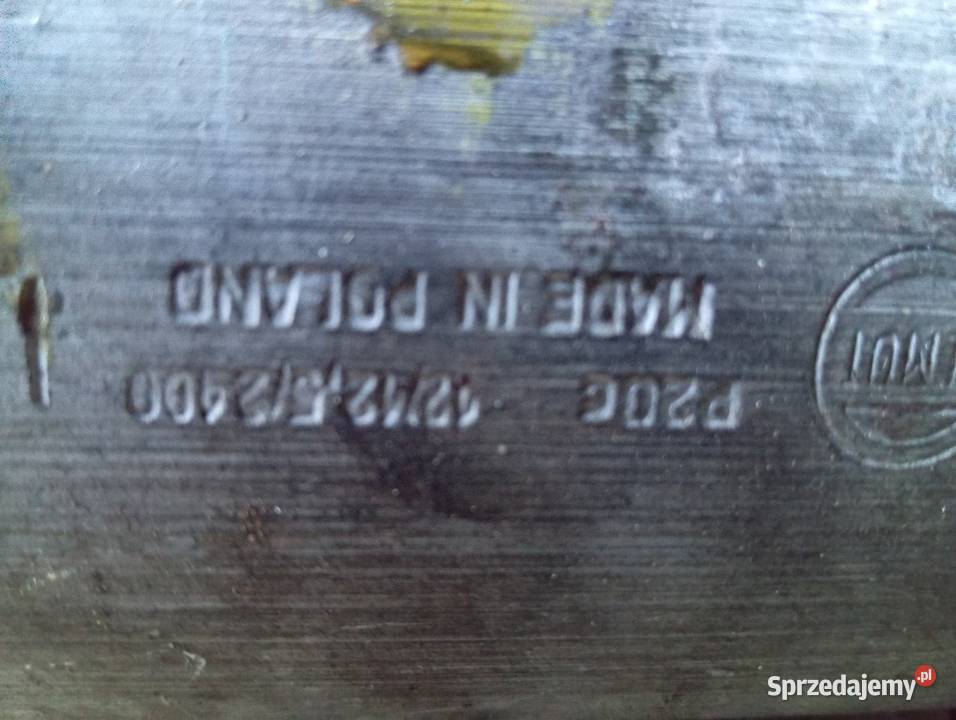 P20C 12/12,5/2400
MADE IN POLAND
Sprzedajemy.pl